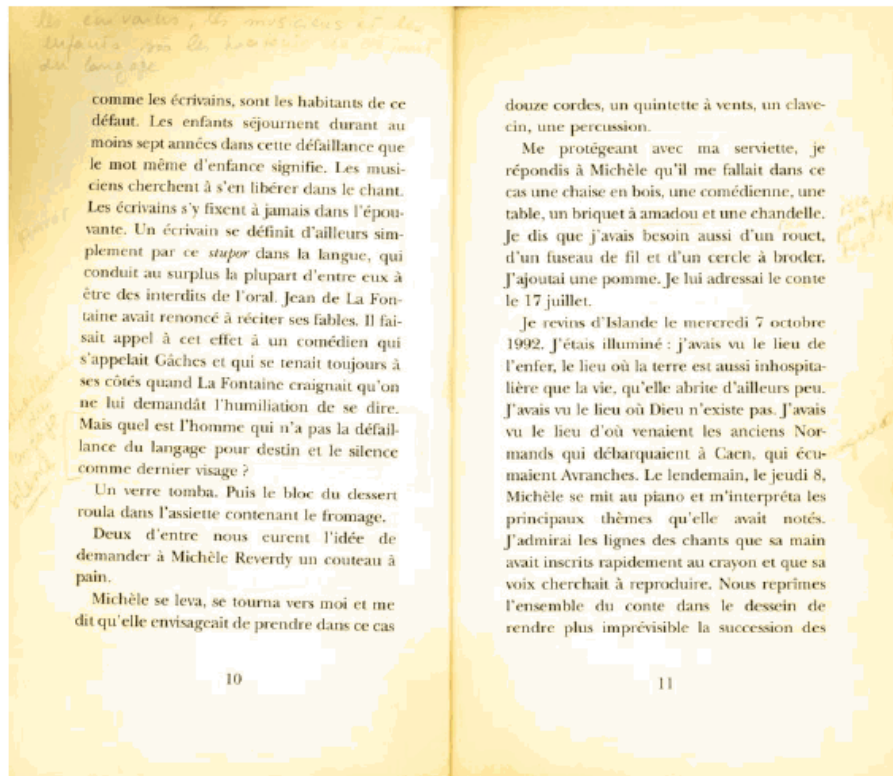 les écrivains, les musiciens et les
enfants
du langage
comme les écrivains, sont les habitants de ce
défaut. Les enfants séjournent durant au
moins sept années dans cette défaillance que
le mot même d'enfance signifie. Les musi-
ciens cherchent à s'en libérer dans le chant.
Les écrivains s'y fixent à jamais dans l'épou-
vante. Un écrivain se définit d'ailleurs sim-
plement par ce stupor dans la langue, qui
conduit au surplus la plupart d'entre eux à
être des interdits de l'oral. Jean de La Fon-
taine avait renoncé à réciter ses fables. Il fai-
sait appel à cet effet à un comédien qui
s'appelait Gâches et qui se tenait toujours à
ses côtés quand La Fontaine craignait qu'on
ne lui demandât l'humiliation de se dire.
Mais quel est l'homme qui n'a pas la défail-
lance du langage pour destin et le silence
comme dernier visage ?
Un verre tomba. Puis le bloc du dessert
roula dans l'assiette contenant le fromage.
Deux d'entre nous eurent l'idée de
demander à Michèle Reverdy un couteau à
pain.
Michèle se leva, se tourna vers moi et me
dit qu'elle envisageait de prendre dans ce cas
10
douze cordes, un quintette à vents, un clave-
cin, une percussion.
Me protégeant avec ma serviette, je
répondis à Michèle qu'il me fallait dans ce
cas une chaise en bois, une comédienne, une
table, un briquet à amadou et une chandelle.
Je dis que j'avais besoin aussi d'un rouet,
d'un fuseau de fil et d'un cercle à broder.
J'ajoutai une pomme. Je lui adressai le conte
le 17 juillet.
Je revins d'Islande le mercredi 7 octobre
1992. J'étais illuminé : j'avais vu le lieu de
l'enfer, le lieu où la terre est aussi inhospita-
lière que la vie, qu'elle abrite d'ailleurs peu.
J'avais vu le lieu où Dieu n'existe pas. J'avais
vu le lieu d'où venaient les anciens Nor-
mands qui débarquaient à Caen, qui écu-
maient Avranches. Le lendemain, le jeudi 8,
Michèle se mit au piano et m'interpréta les
principaux thèmes qu'elle avait notés.
J'admirai les lignes des chants que sa main
avait inscrits rapidement au crayon et que sa
voix cherchait à reproduire. Nous reprîmes
l'ensemble du conte dans le dessein de
rendre plus imprévisible la succession des
11